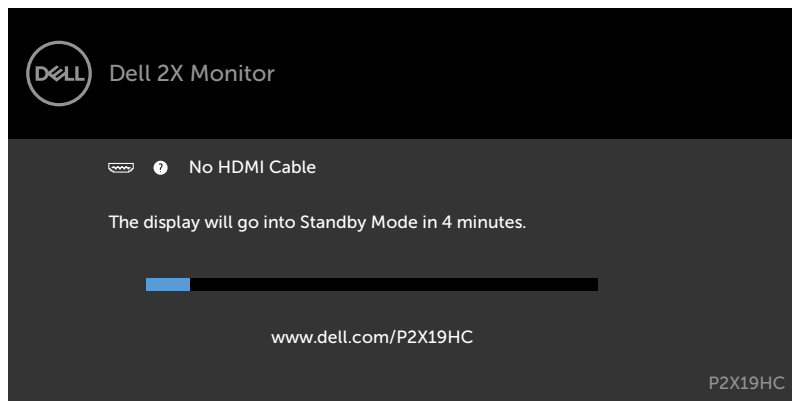 DELL
Dell 2X Monitor
? No HDMI Cable
The display will go into Standby Mode in 4 minutes.
www.dell.com/P2X19HC
P2X19HC